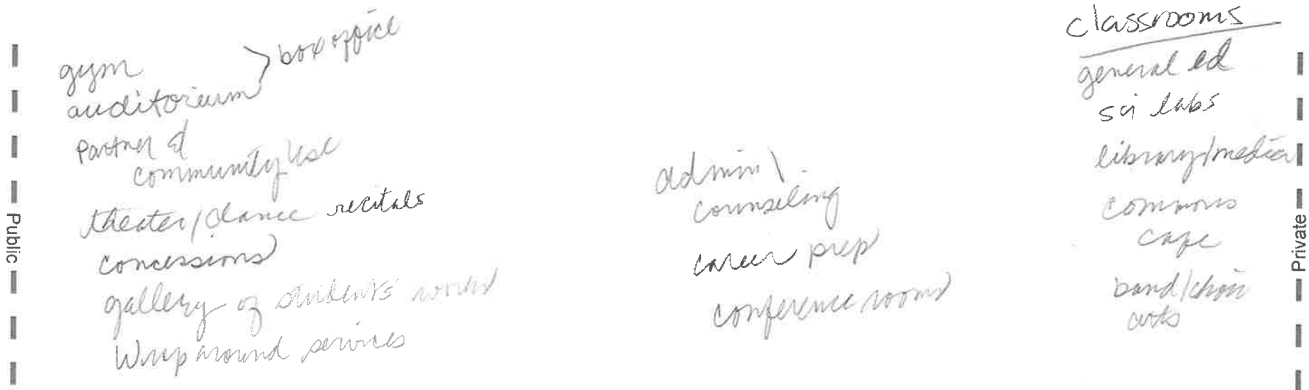 Public
gym
auditorium } box office
Partner &
community use
theater/dance recitals
concessions
gallery of students works
Wraparound services
admin\
counseling
career prep
conference rooms
classrooms
general ed
sci labs
library/media
commons
cafe
band/choir
arts
Private